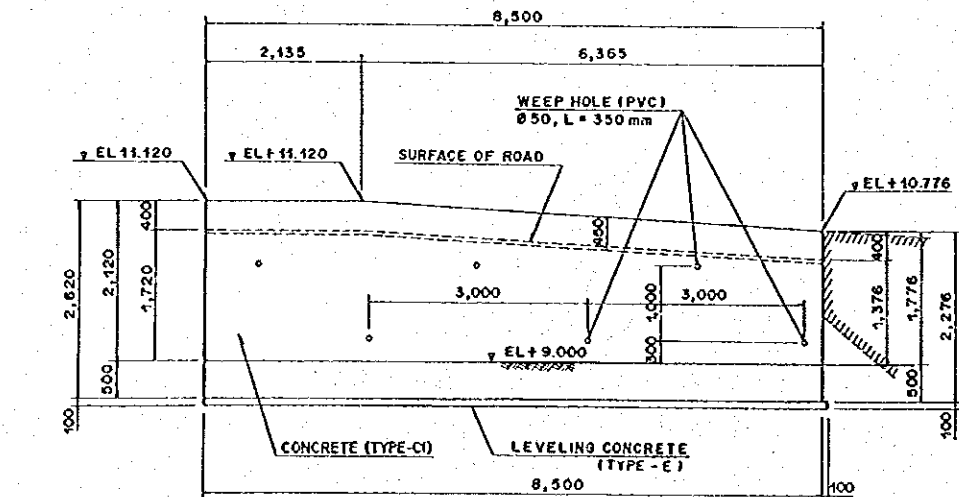 8,500
2,135
6,365
WEEP HOLE (PVC)
Ø50, L = 350 mm
EL 11.120
EL+11.120
SURFACE OF ROAD
EL+10.776
400
450
400
2,620
2,120
1,720
3,000
1,000
3,000
1,376
1,776
2,276
300
EL+9.000
500
500
100
100
CONCRETE (TYPE-C1)
LEVELING CONCRETE
(TYPE-E)
8,500
100